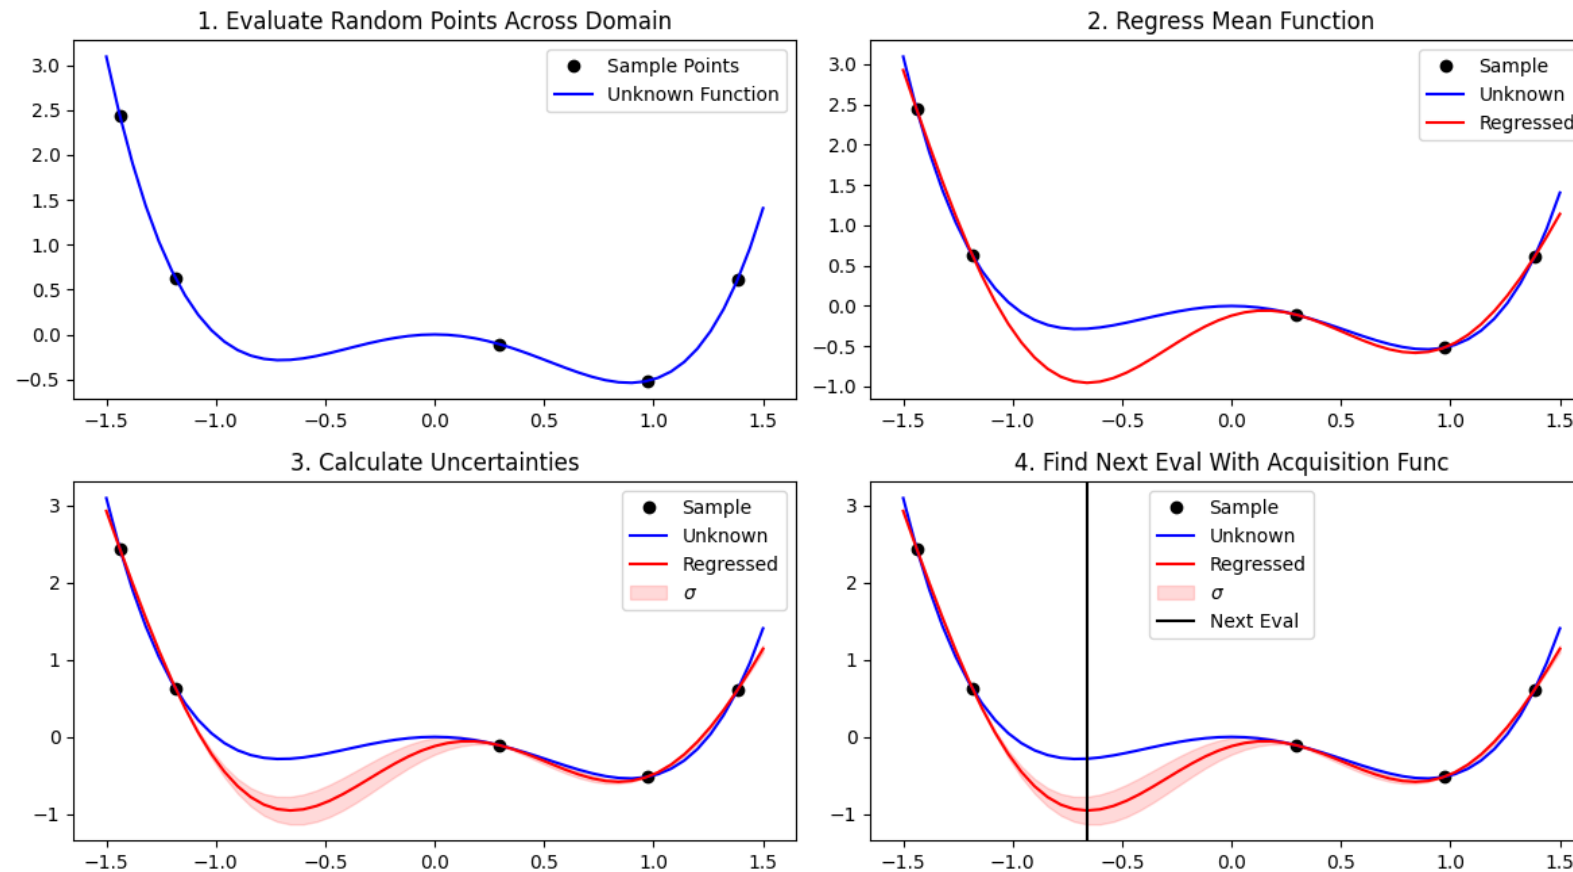 1. Evaluate Random Points Across Domain
3.0
2.5
2.0
1.5
1.0
0.5
0.0
−0.5
Sample Points
Unknown Function
−1.5 −1.0 −0.5 0.0 0.5 1.0 1.5
2. Regress Mean Function
3.0
2.5
2.0
1.5
1.0
0.5
0.0
−0.5
−1.0
Sample
Unknown
Regressed
−1.5 −1.0 −0.5 0.0 0.5 1.0 1.5
3. Calculate Uncertainties
3
2
1
0
−1
Sample
Unknown
Regressed
σ
−1.5 −1.0 −0.5 0.0 0.5 1.0 1.5
4. Find Next Eval With Acquisition Func
3
2
1
0
−1
Sample
Unknown
Regressed
σ
Next Eval
−1.5 −1.0 −0.5 0.0 0.5 1.0 1.5